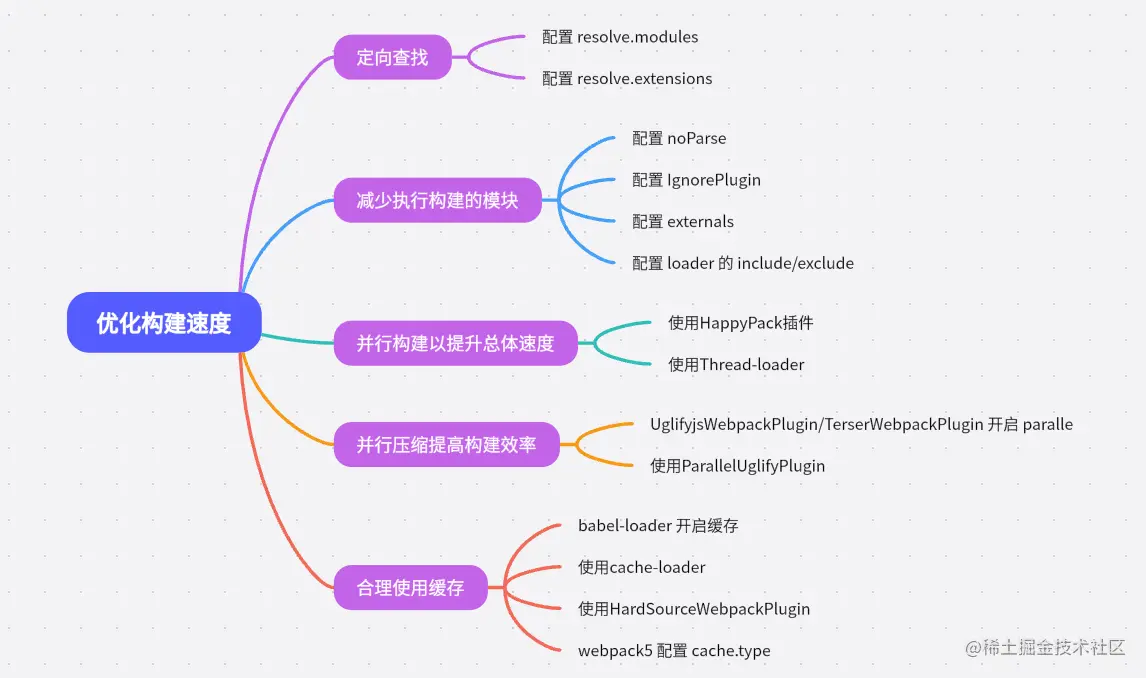 定向查找
配置 resolve.modules
配置 resolve.extensions
减少执行构建的模块
配置 noParse
配置 IgnorePlugin
配置 externals
配置 loader 的 include/exclude
优化构建速度
并行构建以提升总体速度
使用HappyPack插件
使用Thread-loader
并行压缩提高构建效率
UglifyjsWebpackPlugin/TerserWebpackPlugin 开启 paralle
使用ParallelUglifyPlugin
合理使用缓存
babel-loader 开启缓存
使用cache-loader
使用HardSourceWebpackPlugin
webpack5 配置 cache.type
@稀土掘金技术社区